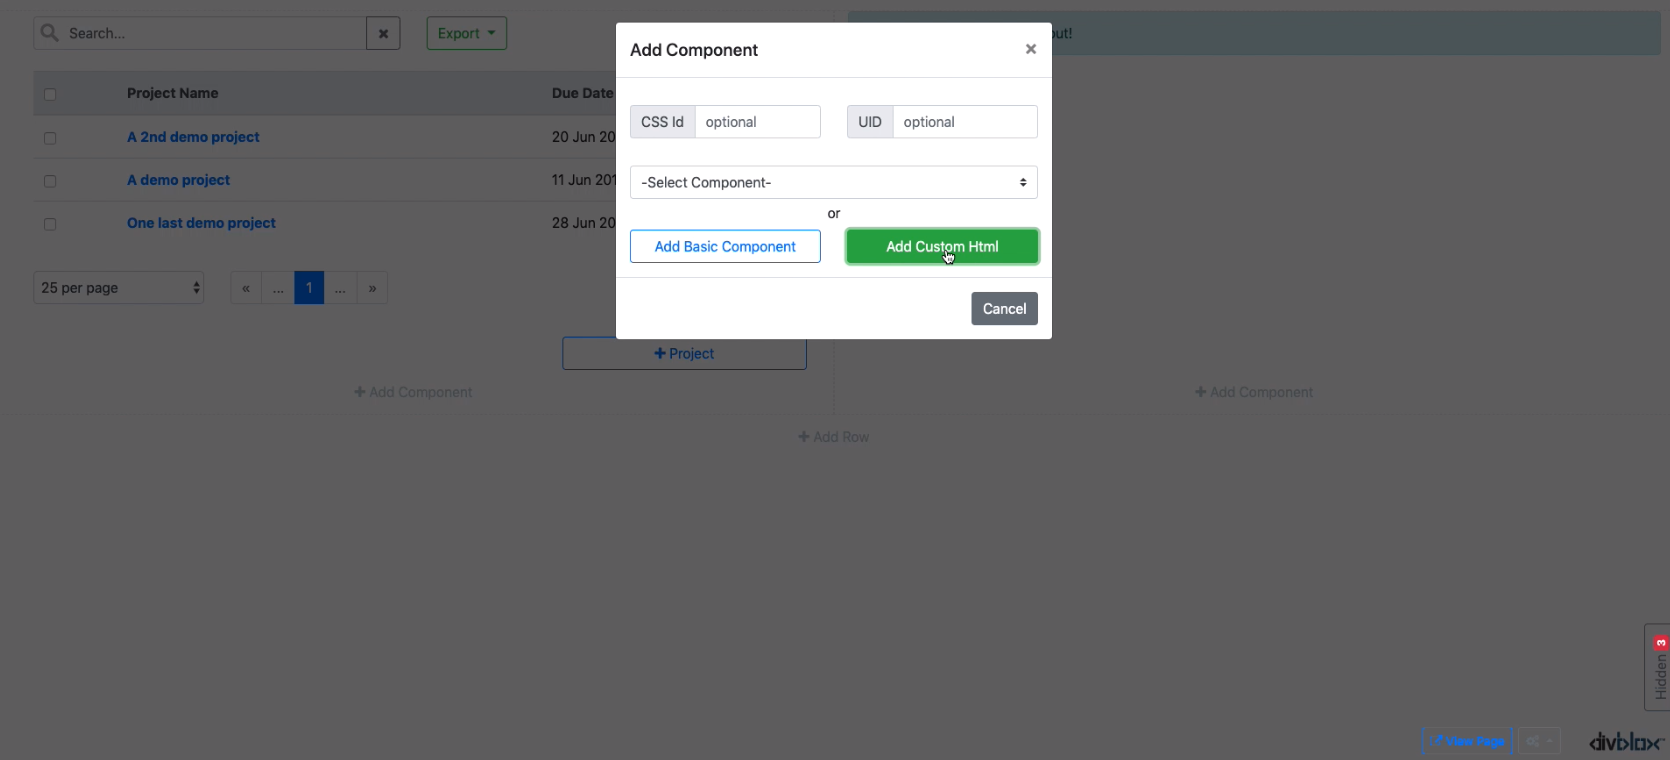 Search...
Export
out!
Add Component
×
Project Name
Due Date
CSS Id optional
UID optional
A 2nd demo project
20 Jun 20
A demo project
11 Jun 201
-Select Component-
or
One last demo project
28 Jun 20
Add Basic Component
Add Custom Html
25 per page
« ... 1 ... »
Cancel
+ Project
+ Add Component
+ Add Component
+ Add Row
Hidden 3
View Page
divblox